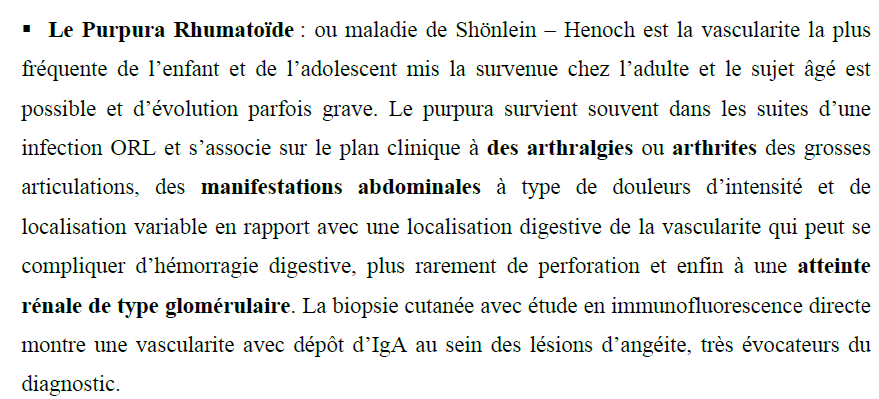 ▪ Le Purpura Rhumatoïde : ou maladie de Shönlein – Henoch est la vascularite la plus
fréquente de l’enfant et de l’adolescent mis la survenue chez l’adulte et le sujet âgé est
possible et d’évolution parfois grave. Le purpura survient souvent dans les suites d’une
infection ORL et s’associe sur le plan clinique à des arthralgies ou arthrites des grosses
articulations, des manifestations abdominales à type de douleurs d’intensité et de
localisation variable en rapport avec une localisation digestive de la vascularite qui peut se
compliquer d’hémorragie digestive, plus rarement de perforation et enfin à une atteinte
rénale de type glomérulaire. La biopsie cutanée avec étude en immunofluorescence directe
montre une vascularite avec dépôt d’IgA au sein des lésions d’angéite, très évocateurs du
diagnostic.